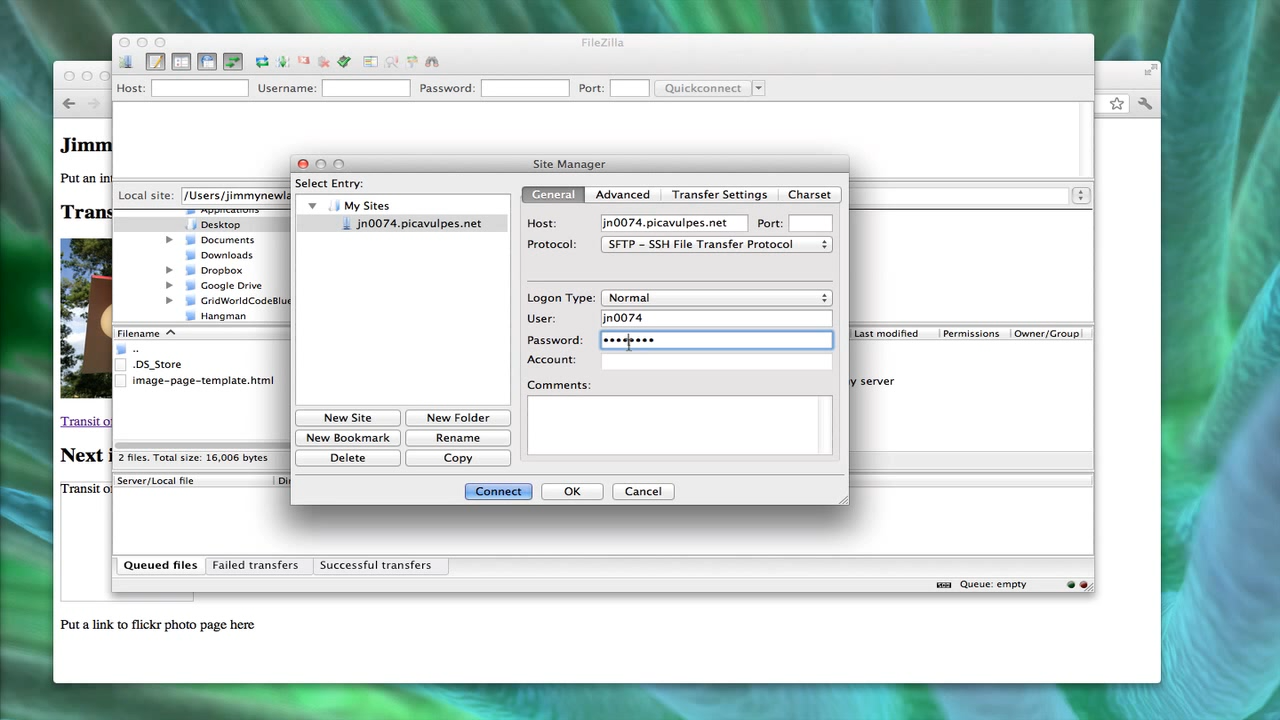 FileZilla
Host: Username: Password: Port: Quickconnect
Jimm
Put an int
Trans
Transit on
Next i
Transit on
Put a link to flickr photo page here
Local site: /Users/jimmynewla
Applications
Desktop
Documents
Downloads
Dropbox
Google Drive
GridWorldCodeBlue
Hangman
Filename
..
.DS_Store
image-page-template.html
2 files. Total size: 16,006 bytes
Server/Local file Di
Last modified Permissions Owner/Group
y server
Site Manager
Select Entry:
My Sites
jn0074.picavulpes.net
New Site New Folder
New Bookmark Rename
Delete Copy
General Advanced Transfer Settings Charset
Host: jn0074.picavulpes.net Port:
Protocol: SFTP - SSH File Transfer Protocol
Logon Type: Normal
User: jn0074
Password: ••••••••
Account:
Comments:
Connect OK Cancel
Queued files Failed transfers Successful transfers
Queue: empty